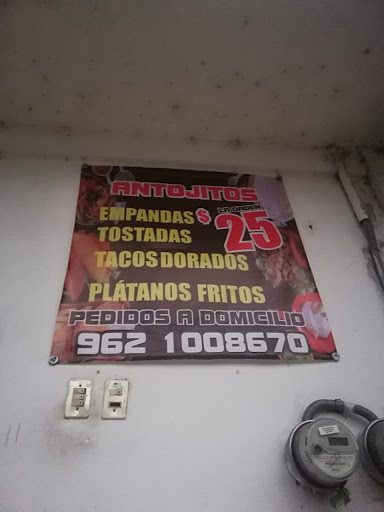 ANTOJITOS
EMPANDAS $ LA ORDEN 25
TOSTADAS
TACOS DORADOS
PLÁTANOS FRITOS
PEDIDOS A DOMICILIO
962 1008670